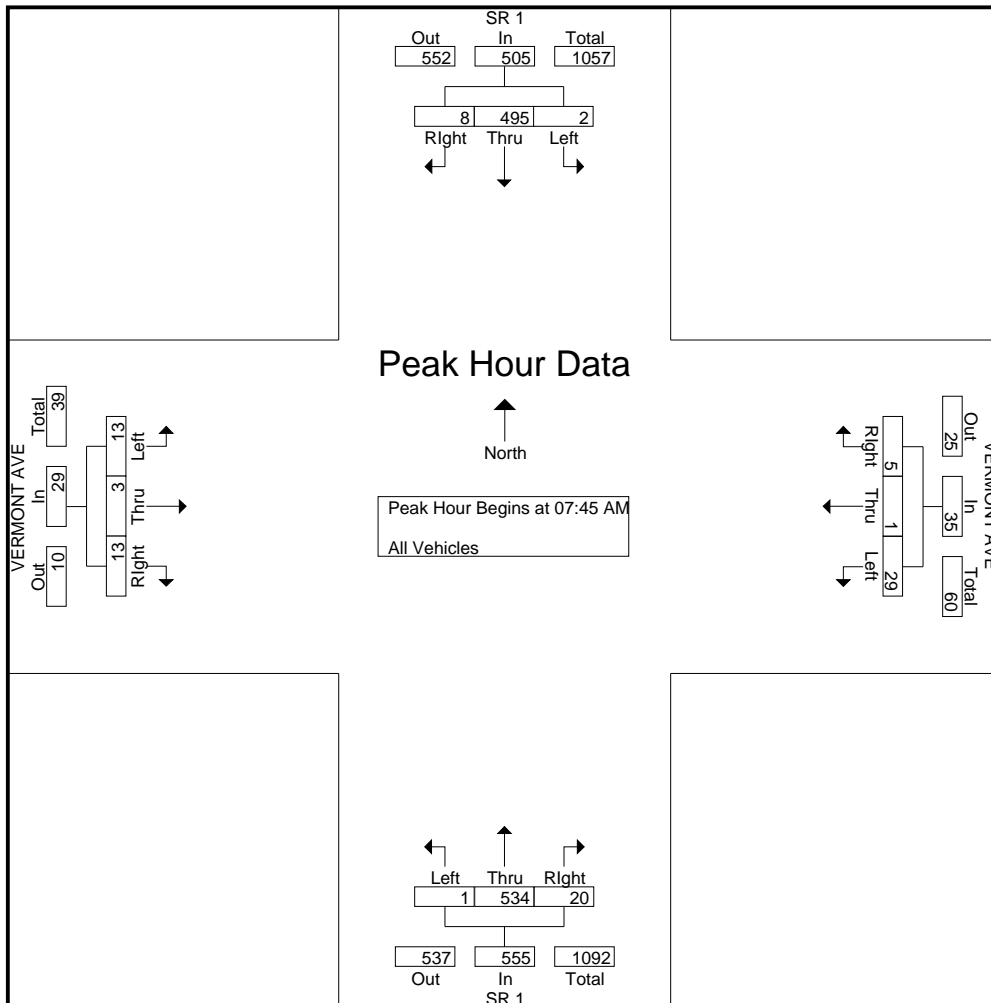 SR 1
Out In Total
552 505 1057
8 495 2
RIght Thru Left
Peak Hour Data
North
Peak Hour Begins at 07:45 AM
All Vehicles
VERMONT AVE
Out In Total
10 29 39
Left Thru RIght
13 3 13
VERMONT AVE
Out In Total
25 35 60
RIght Thru Left
5 1 29
Left Thru RIght
1 534 20
537 555 1092
Out In Total
SR 1